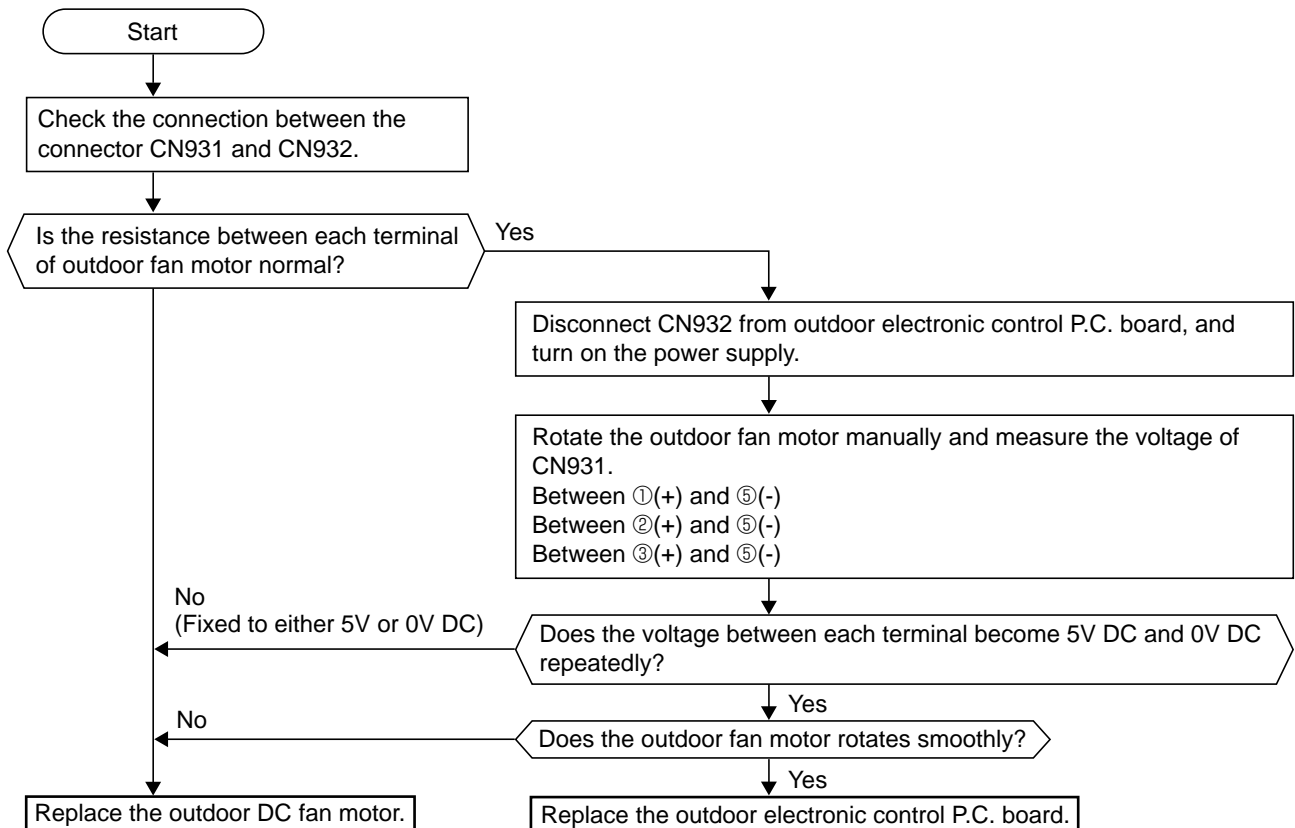 Start
Check the connection between the
connector CN931 and CN932.
Is the resistance between each terminal
of outdoor fan motor normal?
Yes
Disconnect CN932 from outdoor electronic control P.C. board, and
turn on the power supply.
Rotate the outdoor fan motor manually and measure the voltage of
CN931.
Between ①(+) and ⑤(-)
Between ②(+) and ⑤(-)
Between ③(+) and ⑤(-)
No
(Fixed to either 5V or 0V DC)
Does the voltage between each terminal become 5V DC and 0V DC
repeatedly?
Yes
No
Does the outdoor fan motor rotates smoothly?
Yes
Replace the outdoor DC fan motor.
Replace the outdoor electronic control P.C. board.